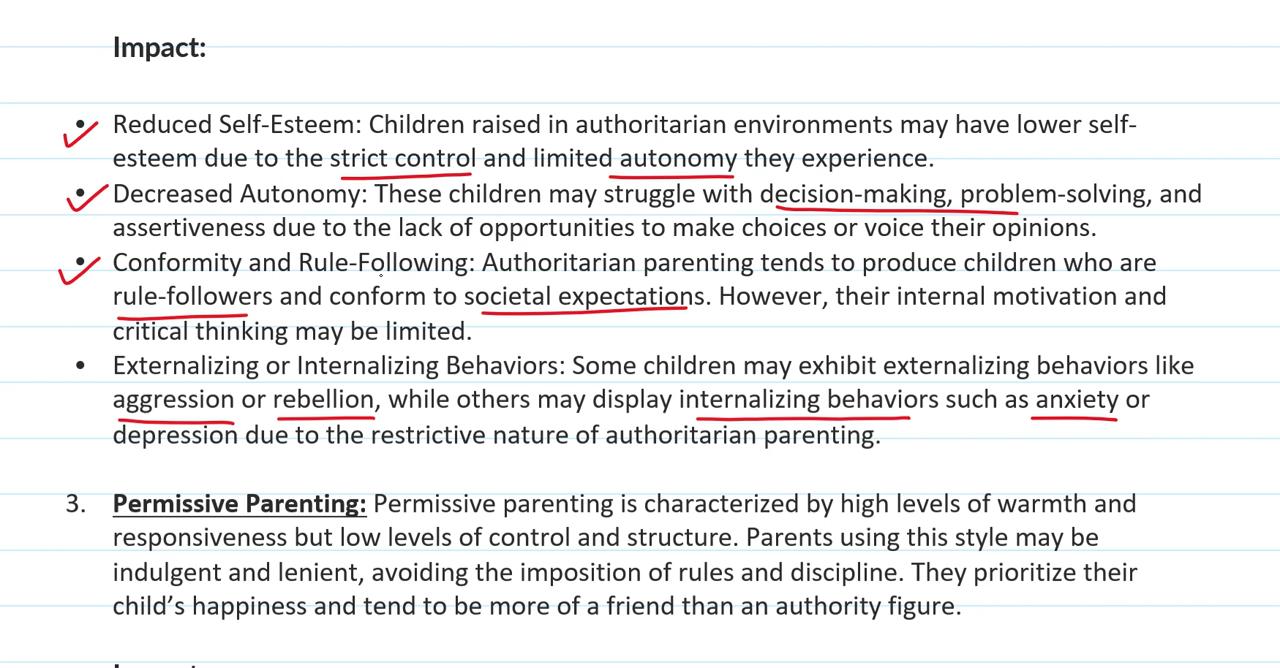 Impact:
• Reduced Self-Esteem: Children raised in authoritarian environments may have lower self-
esteem due to the strict control and limited autonomy they experience.
• Decreased Autonomy: These children may struggle with decision-making, problem-solving, and
assertiveness due to the lack of opportunities to make choices or voice their opinions.
• Conformity and Rule-Following: Authoritarian parenting tends to produce children who are
rule-followers and conform to societal expectations. However, their internal motivation and
critical thinking may be limited.
• Externalizing or Internalizing Behaviors: Some children may exhibit externalizing behaviors like
aggression or rebellion, while others may display internalizing behaviors such as anxiety or
depression due to the restrictive nature of authoritarian parenting.
3. Permissive Parenting: Permissive parenting is characterized by high levels of warmth and
responsiveness but low levels of control and structure. Parents using this style may be
indulgent and lenient, avoiding the imposition of rules and discipline. They prioritize their
child’s happiness and tend to be more of a friend than an authority figure.